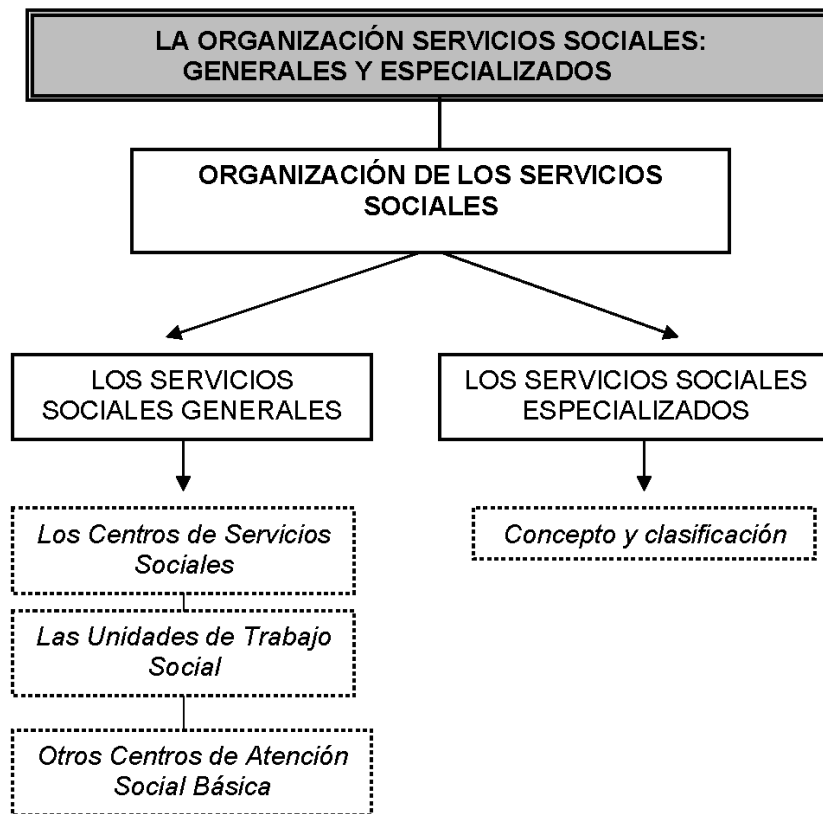 LA ORGANIZACIÓN SERVICIOS SOCIALES:
GENERALES Y ESPECIALIZADOS
ORGANIZACIÓN DE LOS SERVICIOS
SOCIALES
LOS SERVICIOS
SOCIALES GENERALES
LOS SERVICIOS SOCIALES
ESPECIALIZADOS
Los Centros de Servicios
Sociales
Concepto y clasificación
Las Unidades de Trabajo
Social
Otros Centros de Atención
Social Básica